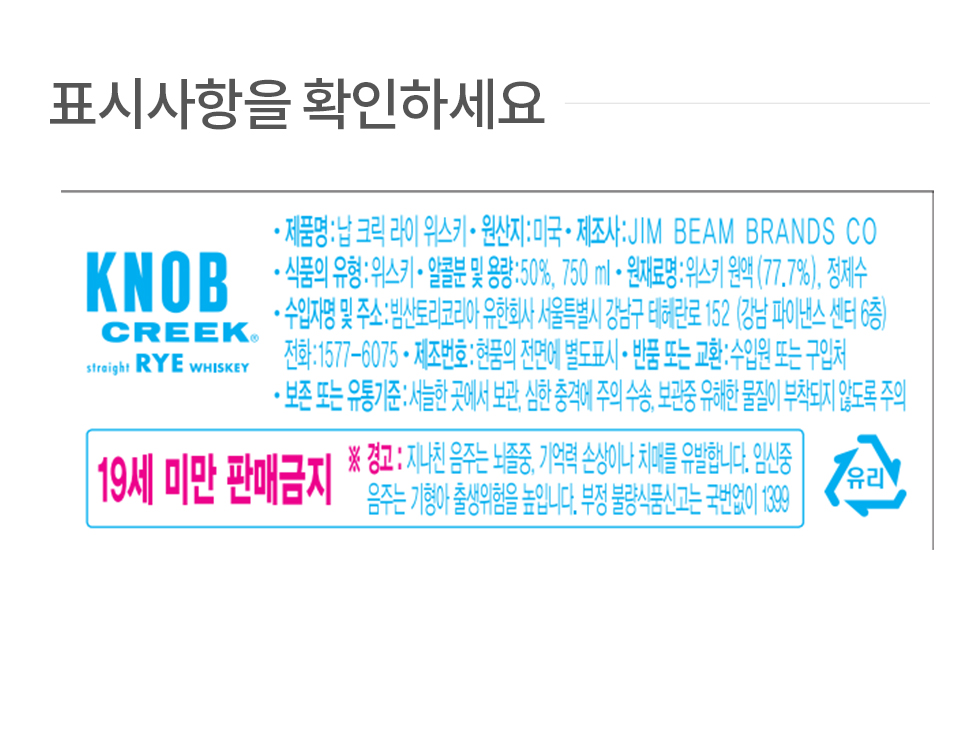 표시사항을 확인하세요
KNOB
CREEK®
straight RYE WHISKEY
• 제품명:납 크릭 라이 위스키• 원산지:미국• 제조사:JIM BEAM BRANDS CO
• 식품의 유형:위스키• 알콜분 및 용량:50%, 750 ml• 원재료명:위스키 원액(77.7%), 정제수
• 수입자명 및 주소:빔산토리코리아 유한회사 서울특별시 강남구 테헤란로 152 (강남 파이낸스 센터 6층)
전화:1577-6075 • 제조번호:현품의 전면에 별도표시• 반품 또는 교환:수입원 또는 구입처
• 보존 또는 유통기준:서늘한 곳에서 보관, 심한 충격에 주의 수송, 보관중 유해한 물질이 부착되지 않도록 주의
19세 미만 판매금지
※ 경고: 지나친 음주는 뇌졸중, 기억력 손상이나 치매를 유발합니다. 임신중
음주는 기형아 출생위험을 높입니다. 부정 불량식품신고는 국번없이 1399
유리